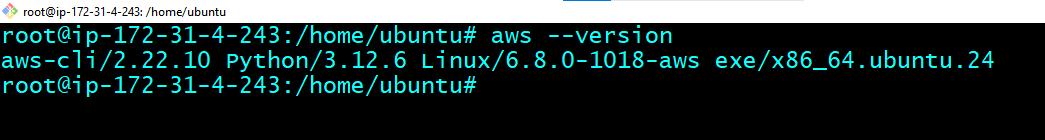 root@ip-172-31-4-243: /home/ubuntu
root@ip-172-31-4-243:/home/ubuntu# aws --version
aws-cli/2.22.10 Python/3.12.6 Linux/6.8.0-1018-aws exe/x86_64.ubuntu.24
root@ip-172-31-4-243:/home/ubuntu#